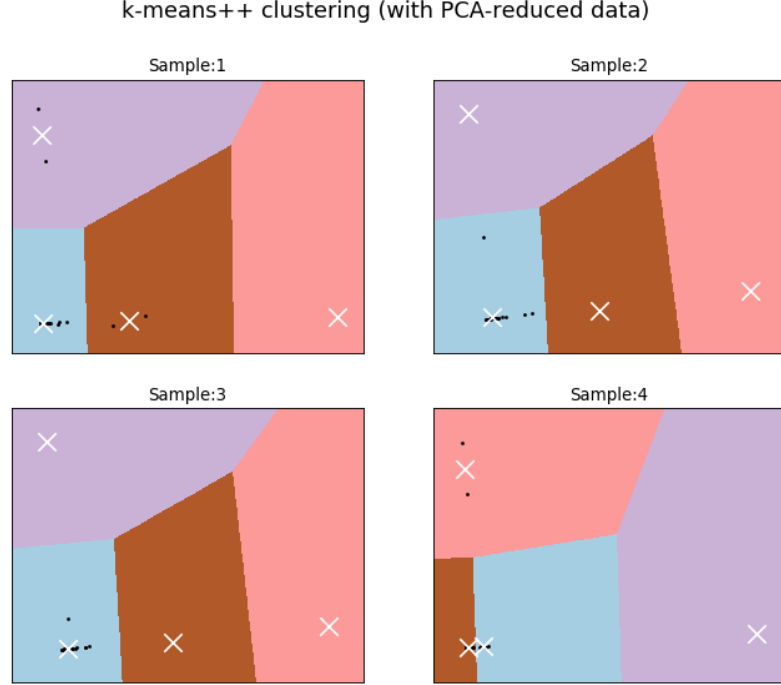 k-means++ clustering (with PCA-reduced data)
Sample:1
Sample:2
Sample:3
Sample:4